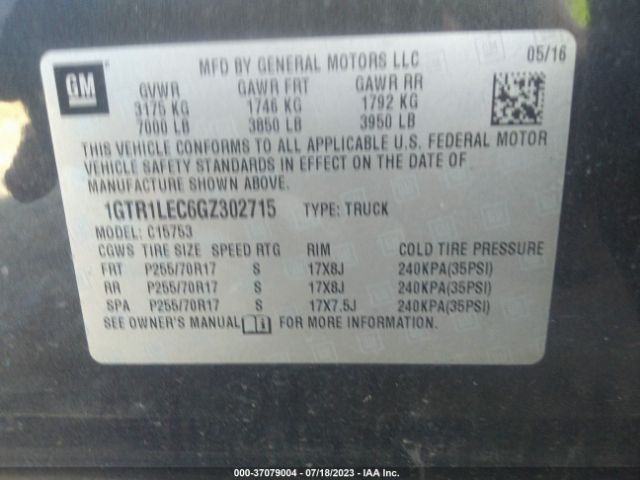 GM
MFD BY GENERAL MOTORS LLC
05/16
GVWR GAWR FRT GAWR RR
3175 KG 1746 KG 1792 KG
7000 LB 3850 LB 3950 LB
THIS VEHICLE CONFORMS TO ALL APPLICABLE U.S. FEDERAL MOTOR
VEHICLE SAFETY STANDARDS IN EFFECT ON THE DATE OF
MANUFACTURE SHOWN ABOVE.
1GTR1LEC6GZ302715 TYPE: TRUCK
MODEL: C15753
CGWS TIRE SIZE SPEED RTG RIM COLD TIRE PRESSURE
FRT P255/70R17 S 17X8J 240KPA(35PSI)
RR P255/70R17 S 17X8J 240KPA(35PSI)
SPA P255/70R17 S 17X7.5J 240KPA(35PSI)
SEE OWNER'S MANUAL FOR MORE INFORMATION.
000-37079004 - 07/18/2023 - IAA Inc.